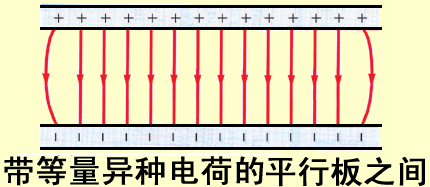 + + + + + + + + + + + + + +
− − − − − − − − − − − − − −
带等量异种电荷的平行板之间